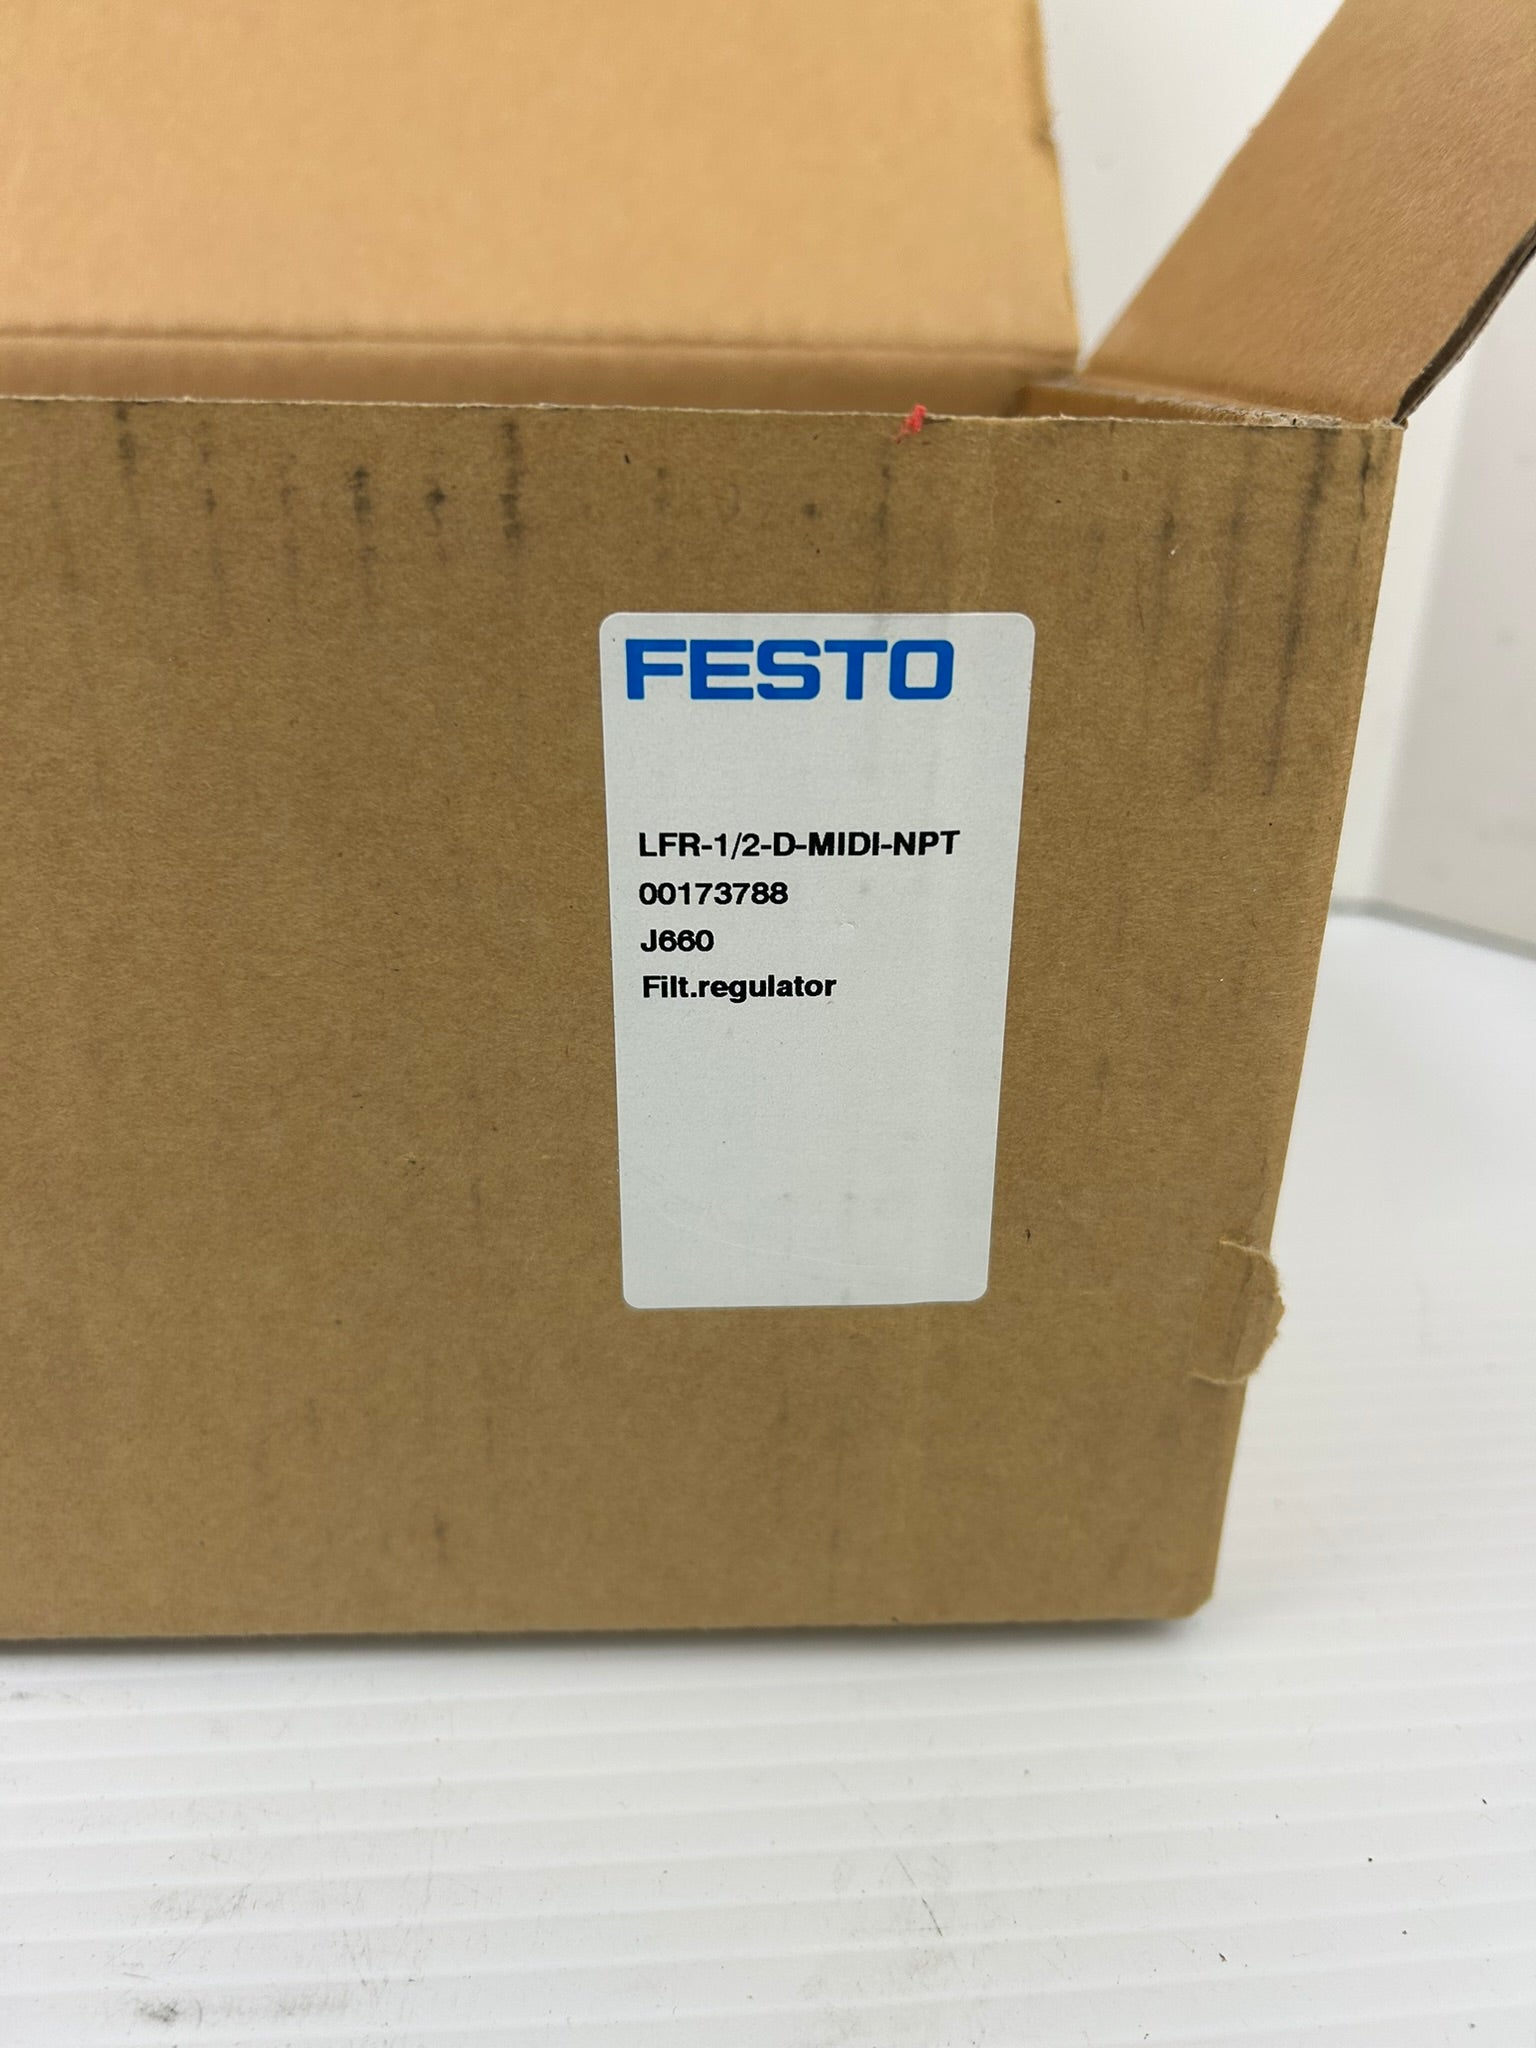 FESTO
LFR-1/2-D-MIDI-NPT
00173788
J660
Filt.regulator